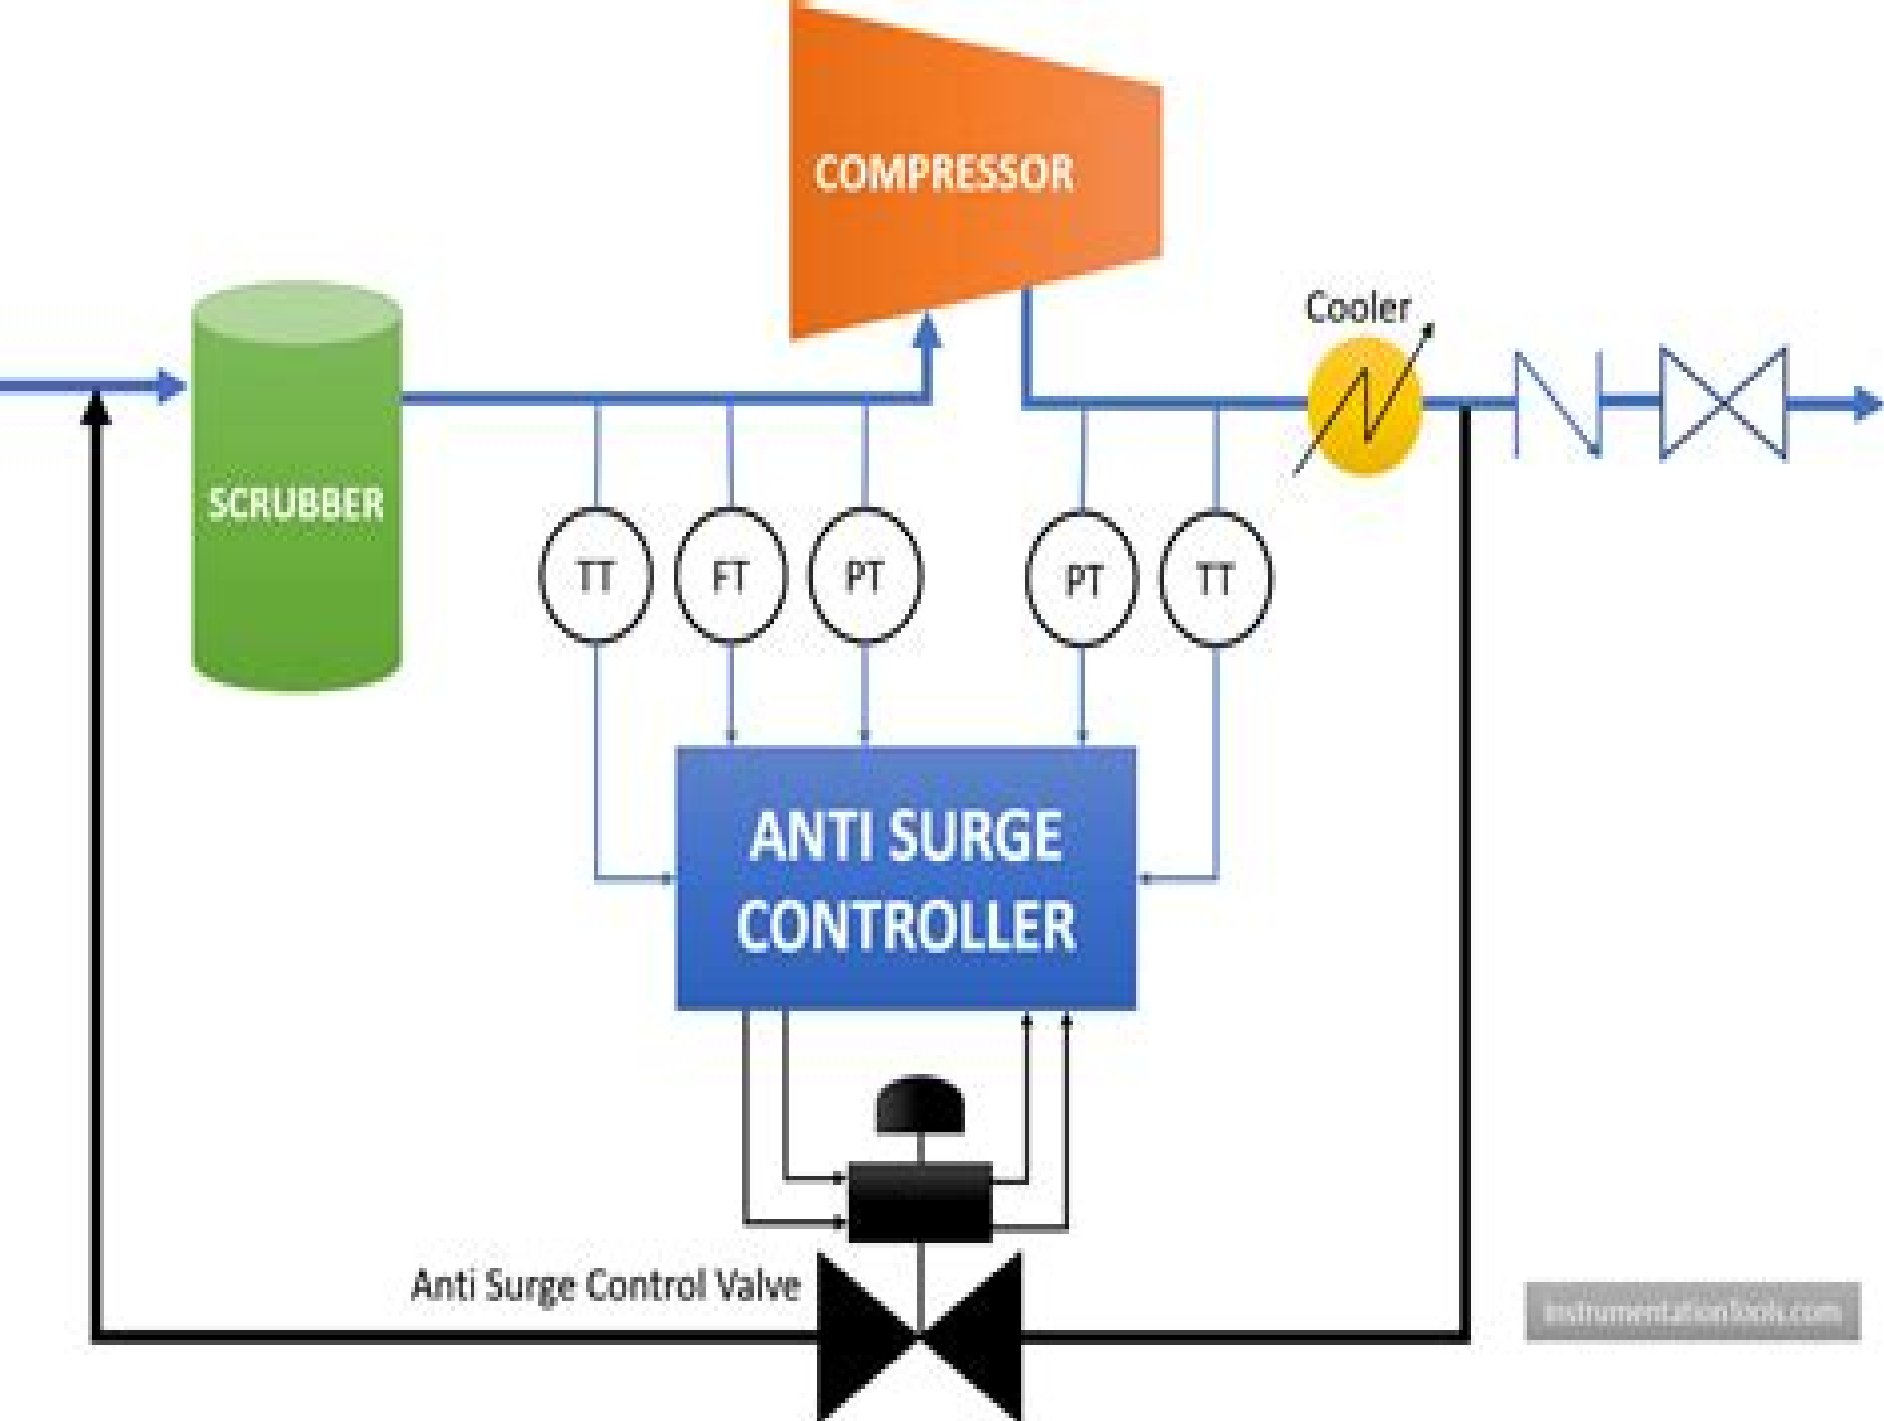 COMPRESSOR
Cooler
SCRUBBER
TT
FT
PT
PT
TT
ANTI SURGE
CONTROLLER
Anti Surge Control Valve
InstrumentationTools.com